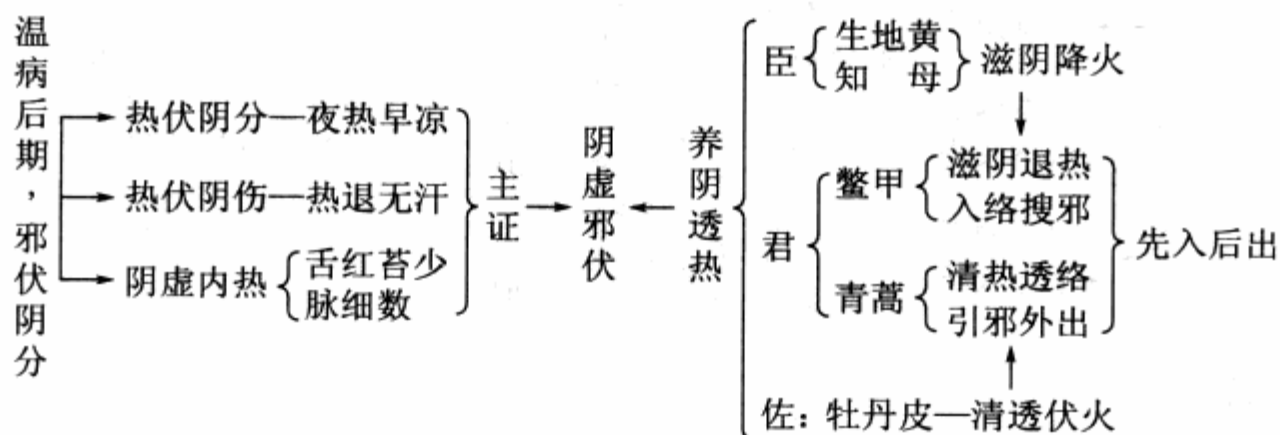 温病后期，邪伏阴分
热伏阴分—夜热早凉
热伏阴伤—热退无汗
阴虚内热
舌红苔少
脉细数
主证
阴虚邪伏
养阴透热
臣
生地黄
知 母
滋阴降火
君
鳖甲
滋阴退热
入络搜邪
青蒿
清热透络
引邪外出
先入后出
佐：牡丹皮—清透伏火